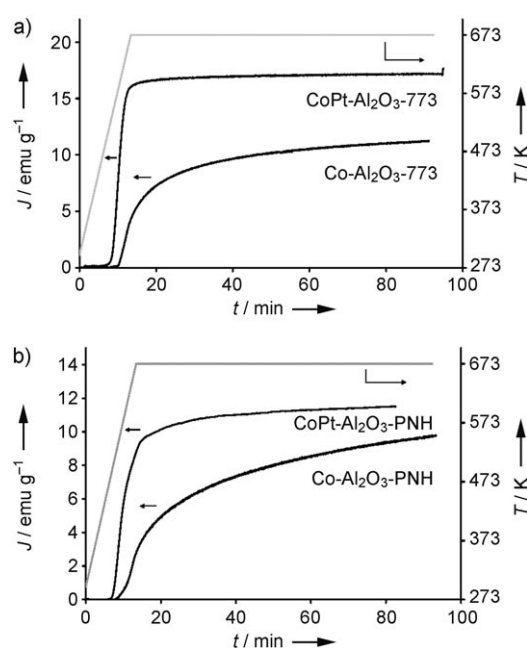 a)
20
15
10
5
0
J / emu g⁻¹
673
573
473
373
273
T / K
CoPt-Al₂O₃-773
Co-Al₂O₃-773
0 20 40 60 80 100
t / min
b)
14
12
10
8
6
4
2
0
J / emu g⁻¹
673
573
473
373
273
T / K
CoPt-Al₂O₃-PNH
Co-Al₂O₃-PNH
0 20 40 60 80 100
t / min